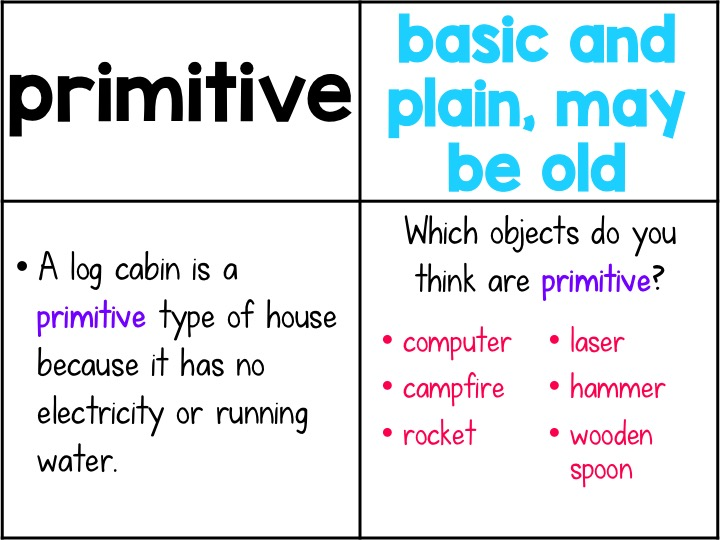 primitive
basic and
plain, may
be old
• A log cabin is a
primitive type of house
because it has no
electricity or running
water.
Which objects do you
think are primitive?
• computer
• campfire
• rocket
• laser
• hammer
• wooden
spoon